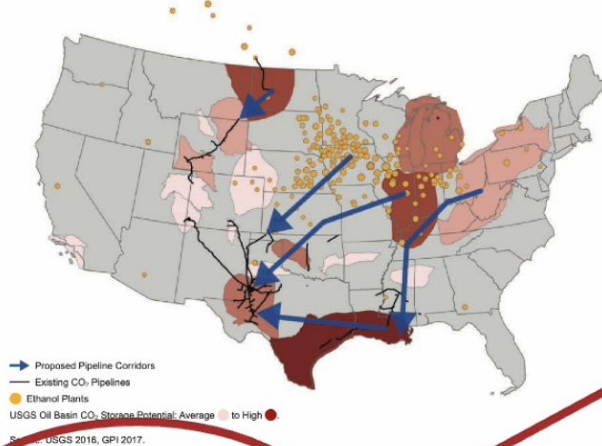 Proposed Pipeline Corridors
Existing CO₂ Pipelines
Ethanol Plants
USGS Oil Basin CO₂ Storage Potential: Average to High
USGS 2016, GPI 2017.